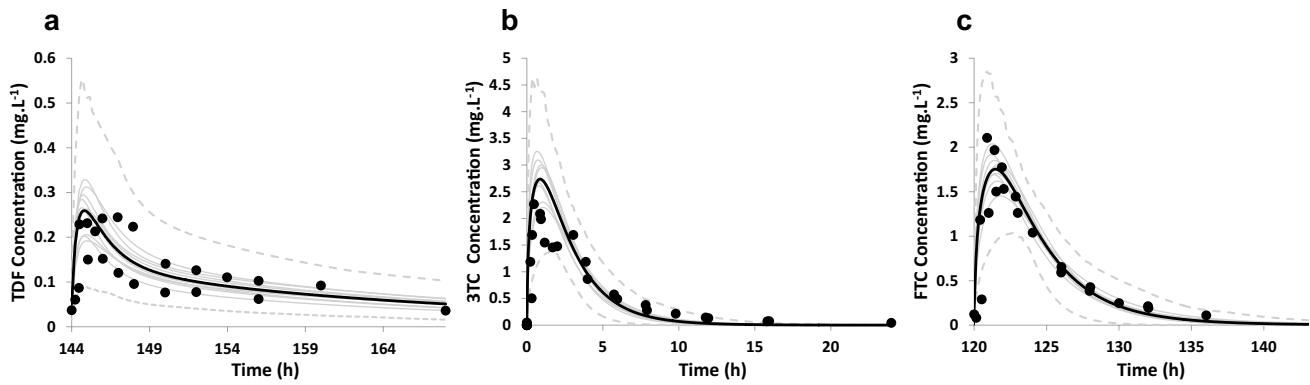 a
TDF Concentration (mg.L⁻¹)
0.6
0.5
0.4
0.3
0.2
0.1
0
144 149 154 159 164
Time (h)
b
3TC Concentration (mg.L⁻¹)
5
4.5
4
3.5
3
2.5
2
1.5
1
0.5
0
0 5 10 15 20
Time (h)
c
FTC Concentration (mg.L⁻¹)
3
2.5
2
1.5
1
0.5
0
120 125 130 135 140
Time (h)